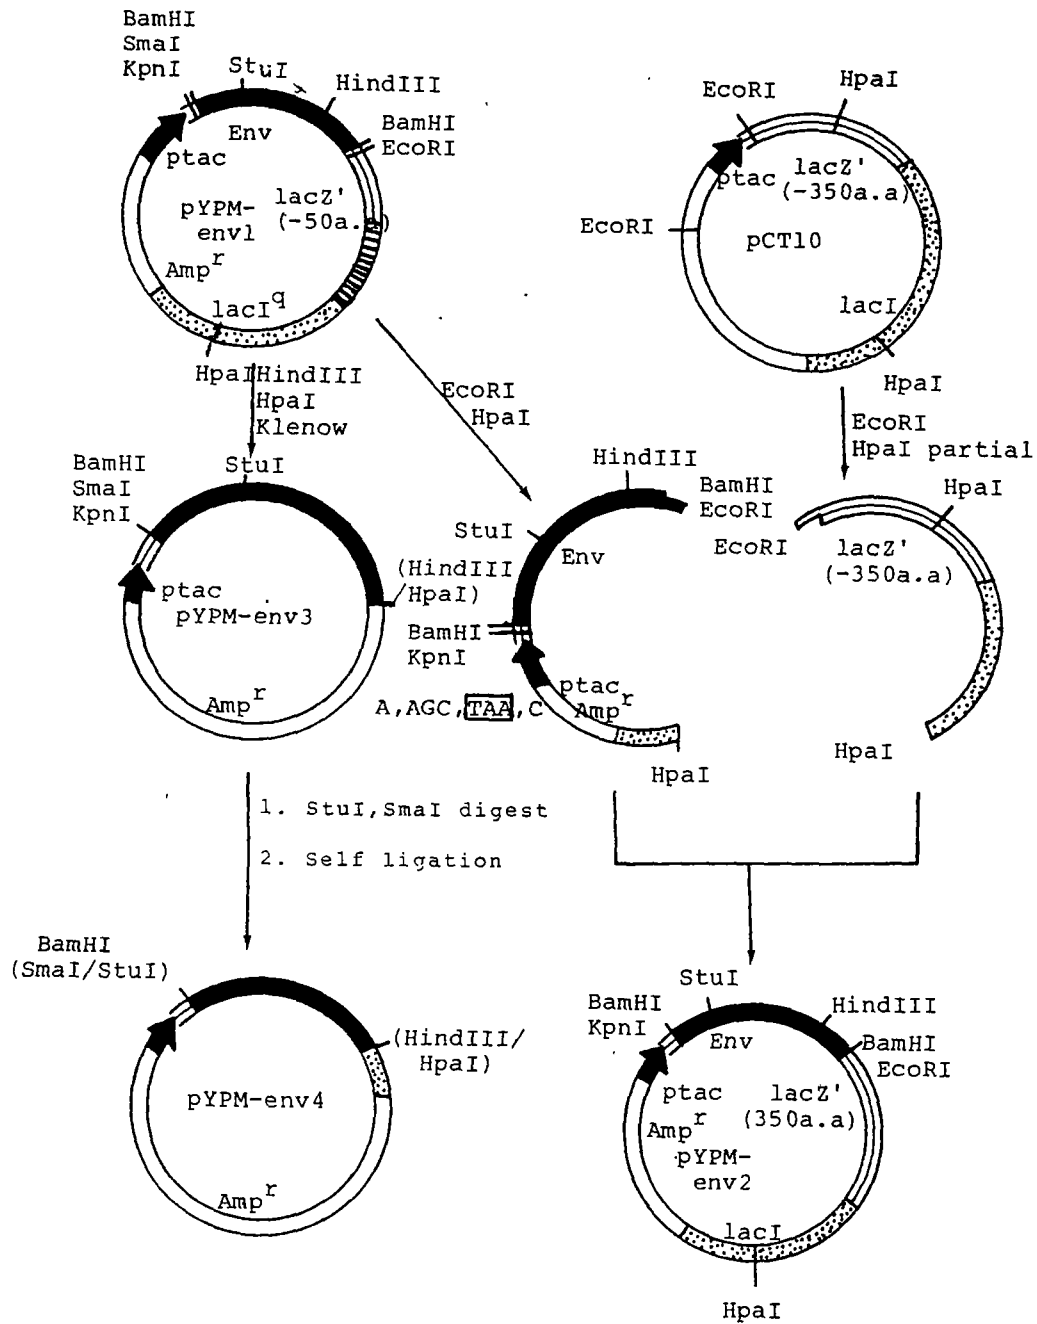 BamHI
SmaI
KpnI
StuI
HindIII
BamHI
EcoRI
Env
ptac
lacZ'
(-50a.a)
pYPM-
env1
Amp^r
lacI^q
HpaI
EcoRI
HpaI
ptac
lacZ'
(-350a.a)
EcoRI
pCT10
lacI
HpaI
HindIII
HpaI
Klenow
EcoRI
HpaI
EcoRI
HpaI partial
BamHI
SmaI
KpnI
StuI
(HindIII
/HpaI)
ptac
pYPM-env3
Amp^r
HindIII
BamHI
EcoRI
StuI
Env
BamHI
KpnI
ptac
Amp^r
A,AGC,TAA,C
HpaI
HpaI
EcoRI
lacZ'
(-350a.a)
HpaI
1. StuI,SmaI digest
2. Self ligation
BamHI
(SmaI/StuI)
(HindIII/
HpaI)
pYPM-env4
Amp^r
StuI
BamHI
KpnI
HindIII
BamHI
EcoRI
Env
ptac
lacZ'
(350a.a)
Amp^r
pYPM-
env2
lacI
HpaI